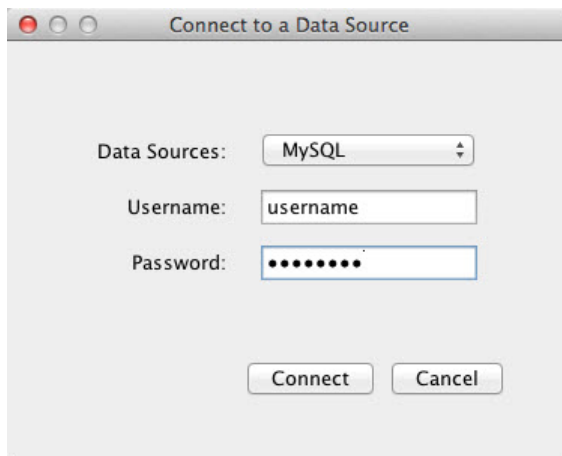 Connect to a Data Source
Data Sources: MySQL
Username: username
Password: ••••••••
Connect Cancel